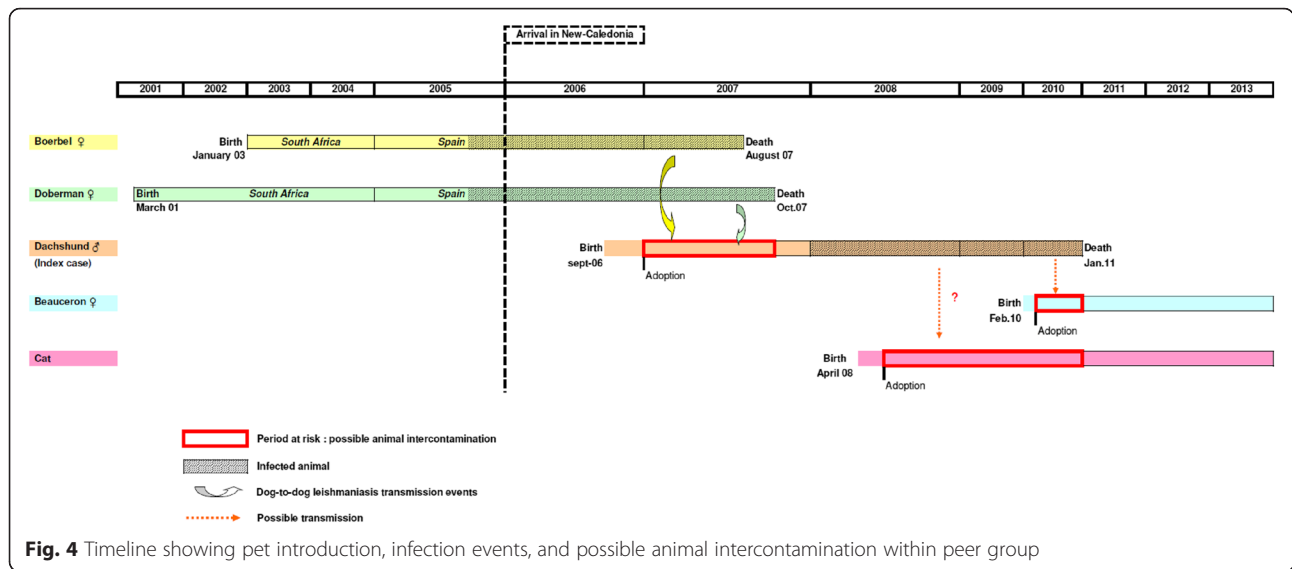 Arrival in New-Caledonia
2001 2002 2003 2004 2005 2006 2007 2008 2009 2010 2011 2012 2013
Boerbel ♀ Birth South Africa Spain Death
January 03 August 07
Doberman ♀ Birth South Africa Spain Death
March 01 Oct.07
Dachshund ♂ Birth Death
(Index case) sept-06 Jan.11
Adoption
?
Beauceron ♀ Birth
Feb.10
Adoption
Cat Birth
April 08
Adoption
Period at risk : possible animal intercontamination
Infected animal
Dog-to-dog leishmaniasis transmission events
Possible transmission
Fig. 4 Timeline showing pet introduction, infection events, and possible animal intercontamination within peer group